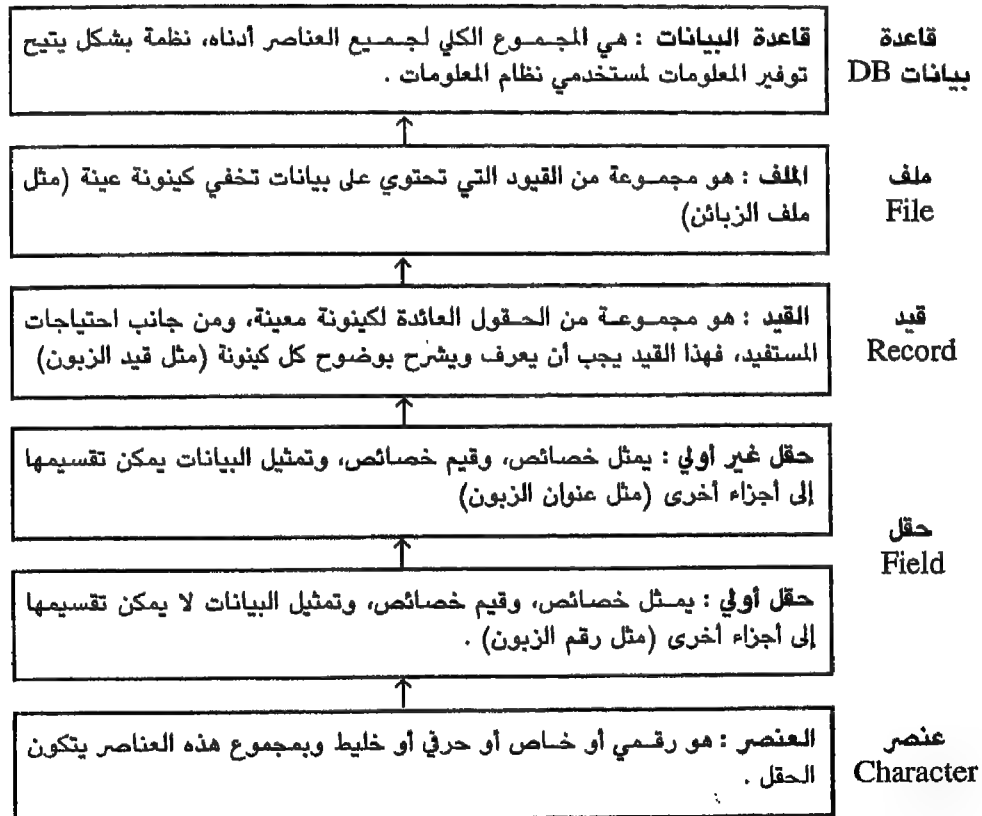 قاعدة
بيانات DB
قاعدة البيانات : هي المجموع الكلي لجميع العناصر أدناه، نظمة بشكل يتيح
توفير المعلومات لمستخدمي نظام المعلومات .
ملف
File
الملف : هو مجموعة من القيود التي تحتوي على بيانات تخفي كينونة عينة (مثل
ملف الزبائن)
قيد
Record
القيد : هو مجموعة من الحقول العائدة لكينونة معينة، ومن جانب احتياجات
المستفيد، فهذا القيد يجب أن يعرف ويشرح بوضوح كل كينونة (مثل قيد الزبون)
حقل
Field
حقل غير أولي : يمثل خصائص، وقيم خصائص، وتمثيل البيانات يمكن تقسيمها
إلى أجزاء أخرى (مثل عنوان الزبون)
حقل أولي : يمثل خصائص، وقيم خصائص، وتمثيل البيانات لا يمكن تقسيمها
إلى أجزاء أخرى (مثل رقم الزبون) .
عنصر
Character
العنصر : هو رقمي أو خاص أو حرفي أو خليط وبمجموع هذه العناصر يتكون
الحقل .